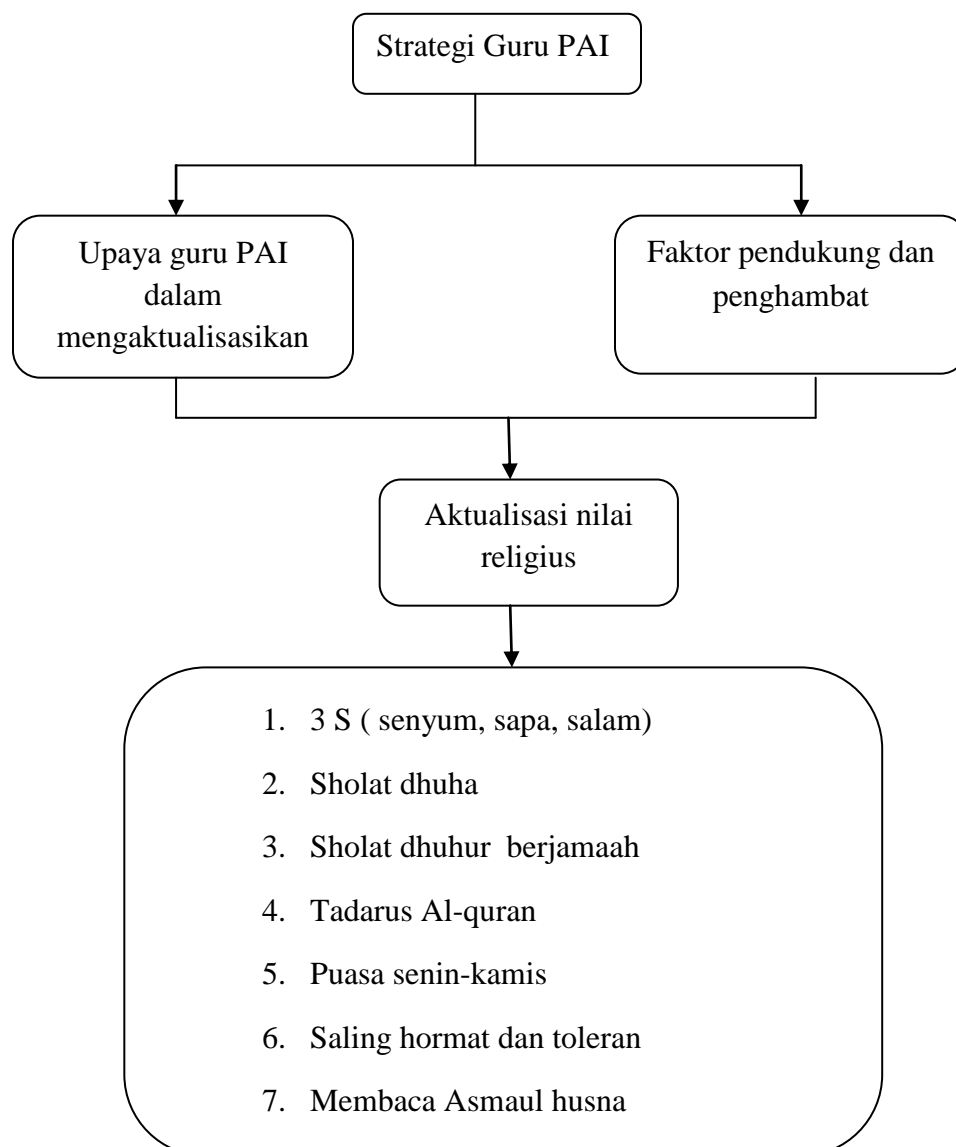 Strategi Guru PAI
Upaya guru PAI
dalam
mengaktualisasikan
Faktor pendukung dan
penghambat
Aktualisasi nilai
religius
1. 3 S ( senyum, sapa, salam)
2. Sholat dhuha
3. Sholat dhuhur berjamaah
4. Tadarus Al-quran
5. Puasa senin-kamis
6. Saling hormat dan toleran
7. Membaca Asmaul husna